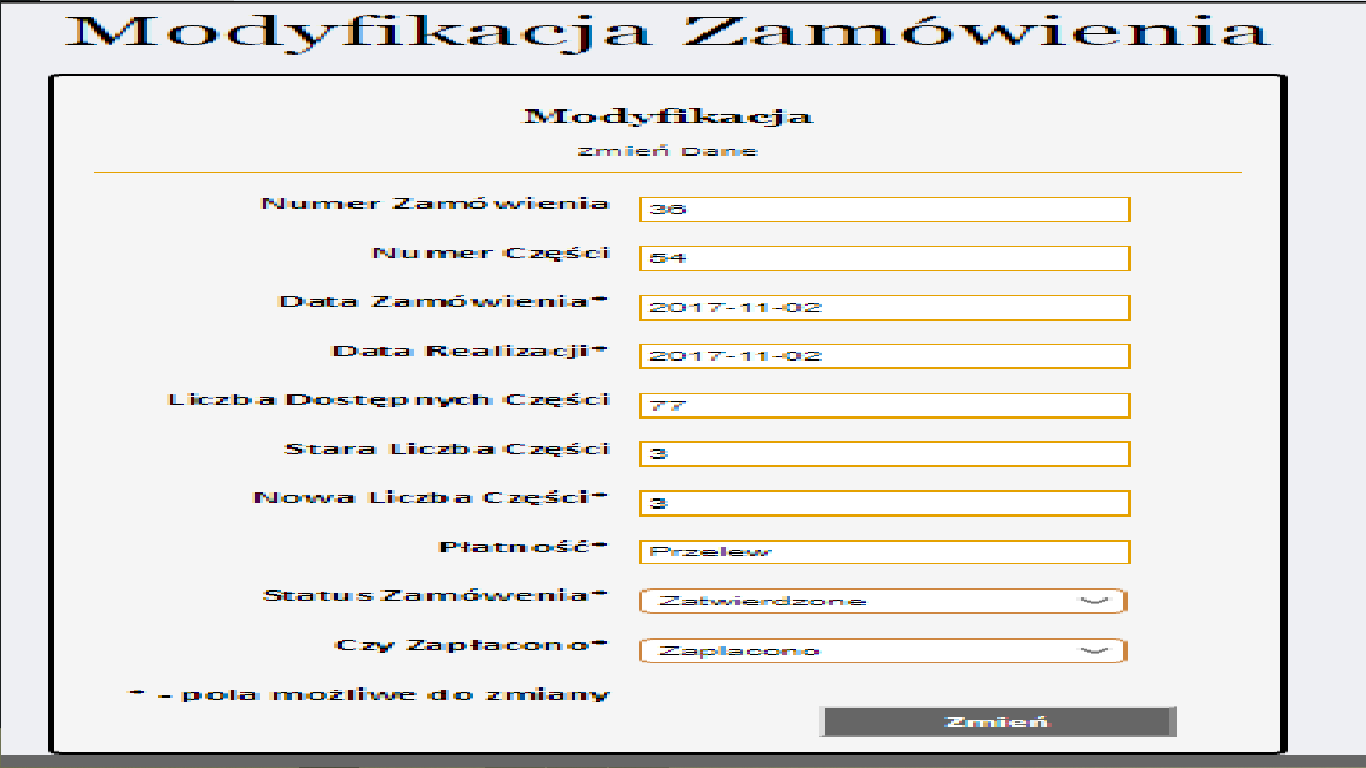 Modyfikacja Zamówienia
Modyfikacja
Zmień Dane
Numer Zamówienia 36
Numer Części 54
Data Zamówienia* 2017-11-02
Data Realizacji* 2017-11-02
Liczba Dostępnych Części 77
Stara Liczba Części 3
Nowa Liczba Części* 3
Płatność* Przelew
Status Zamówenia* Zatwierdzone
Czy Zapłacono* Zaplacono
* - pola możliwe do zmiany
Zmień